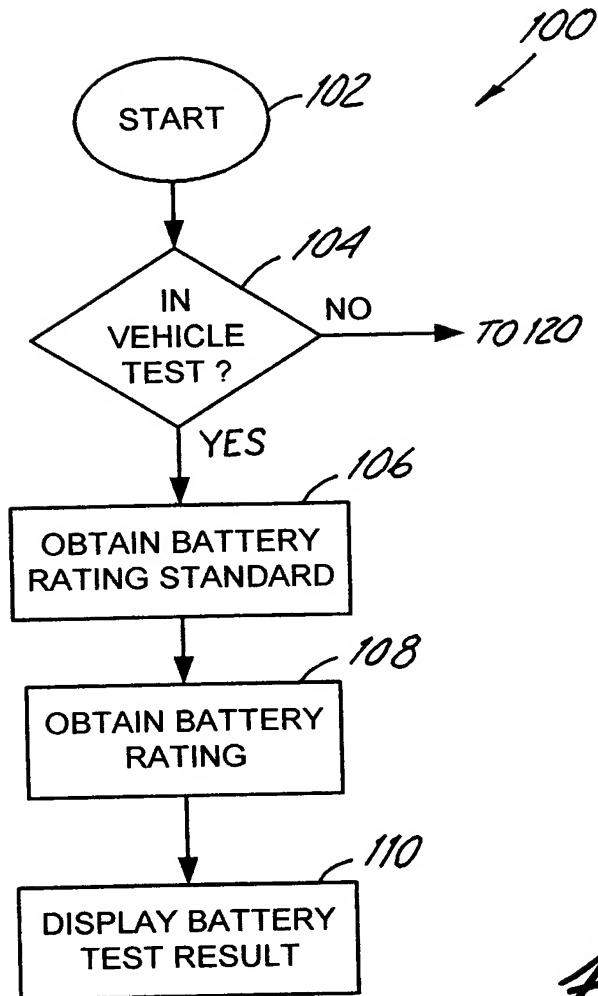 100
102
START
104
IN
VEHICLE
TEST ?
NO
TO 120
YES
106
OBTAIN BATTERY
RATING STANDARD
108
OBTAIN BATTERY
RATING
110
DISPLAY BATTERY
TEST RESULT